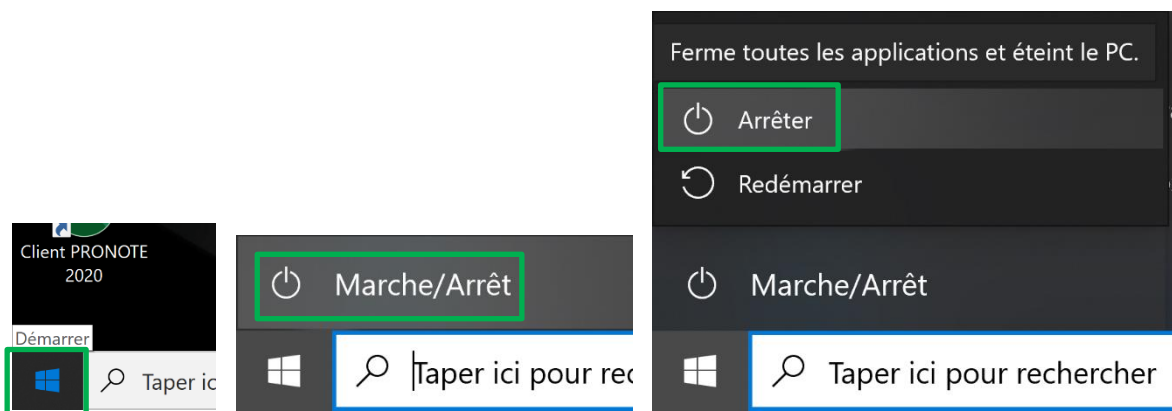 Client PRONOTE
2020
Démarrer
Taper ic
Marche/Arrêt
Taper ici pour rec
Ferme toutes les applications et éteint le PC.
Arrêter
Redémarrer
Marche/Arrêt
Taper ici pour rechercher